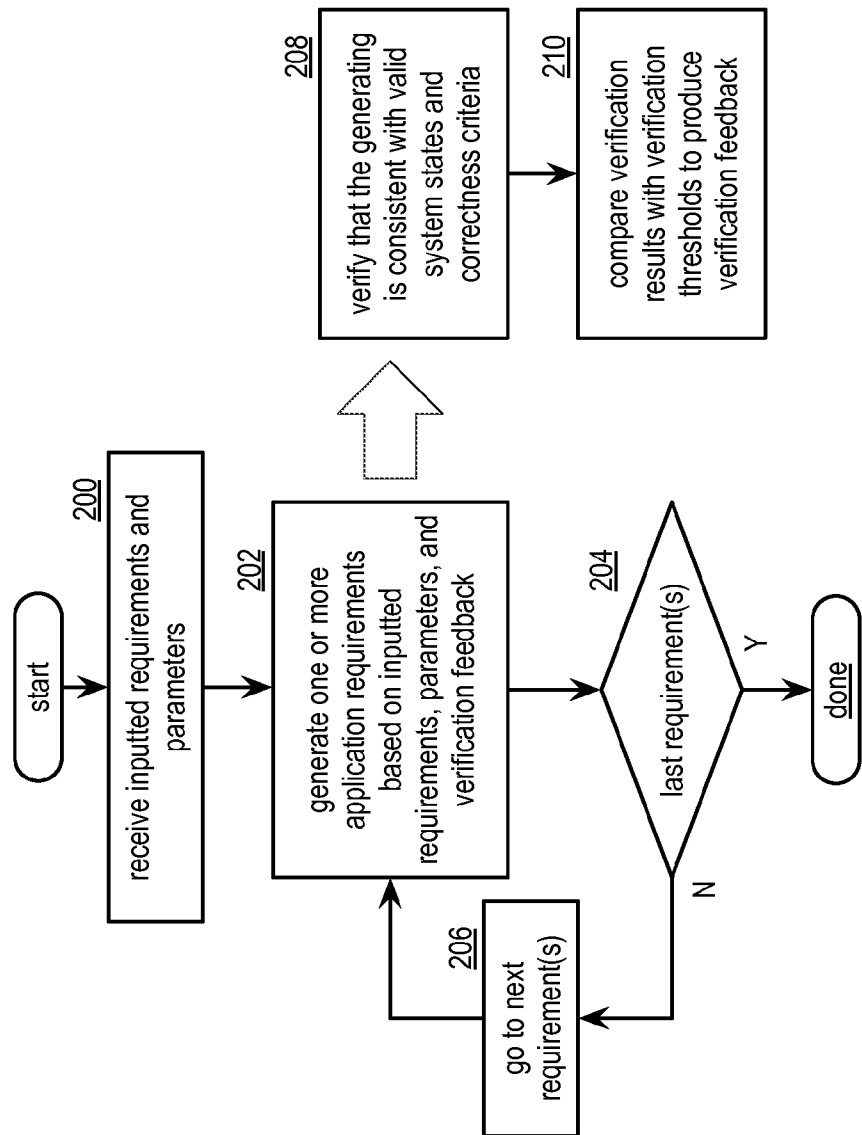 start
200
receive inputted requirements and
parameters
202
generate one or more
application requirements
based on inputted
requirements, parameters, and
verification feedback
204
last requirement(s)
N
Y
206
go to next
requirement(s)
done
208
verify that the generating
is consistent with valid
system states and
correctness criteria
210
compare verification
results with verification
thresholds to produce
verification feedback